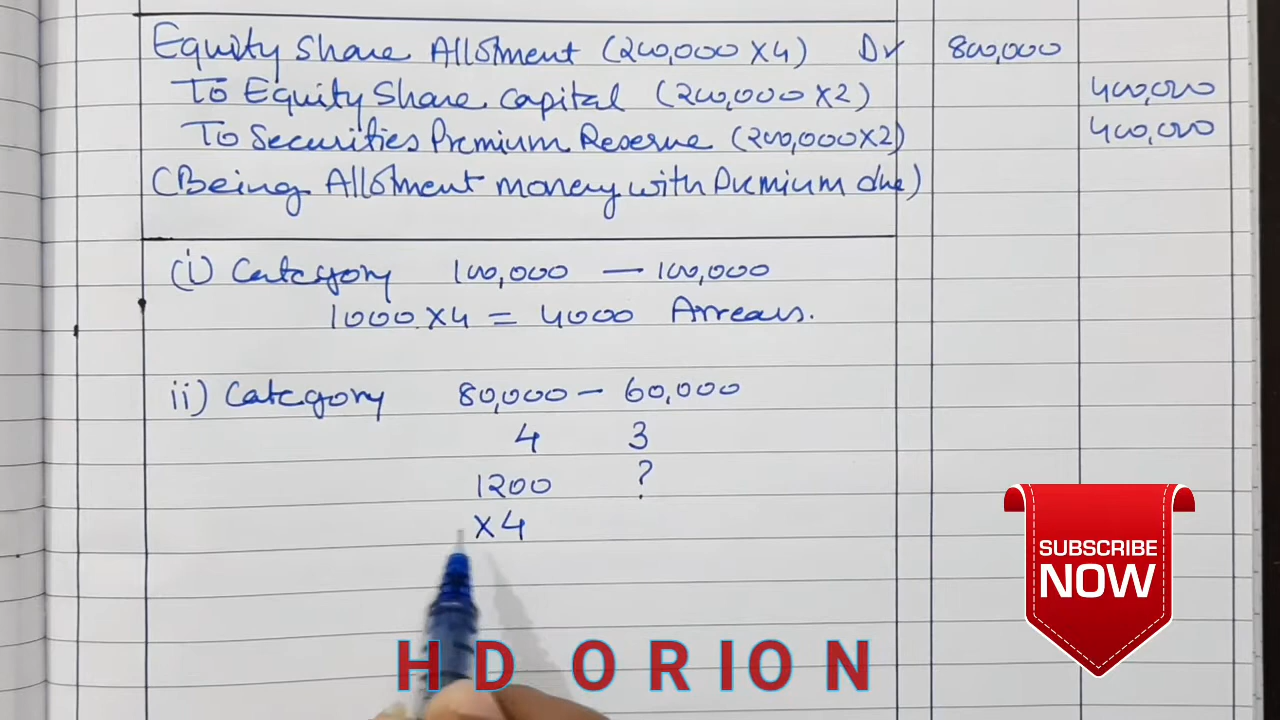 Equity Share Allotment (200,000 X4) Dr 800,000
To Equity Share Capital (200,000 X2) 400,000
To Securities Premium Reserve (200,000X2) 400,000
(Being Allotment money with Premium due)
(i) Category 100,000 — 100,000
1000 X4 = 4000 Arrears.
ii) Category 80,000 — 60,000
4 3
1200 ?
X4
SUBSCRIBE
NOW
HD ORION